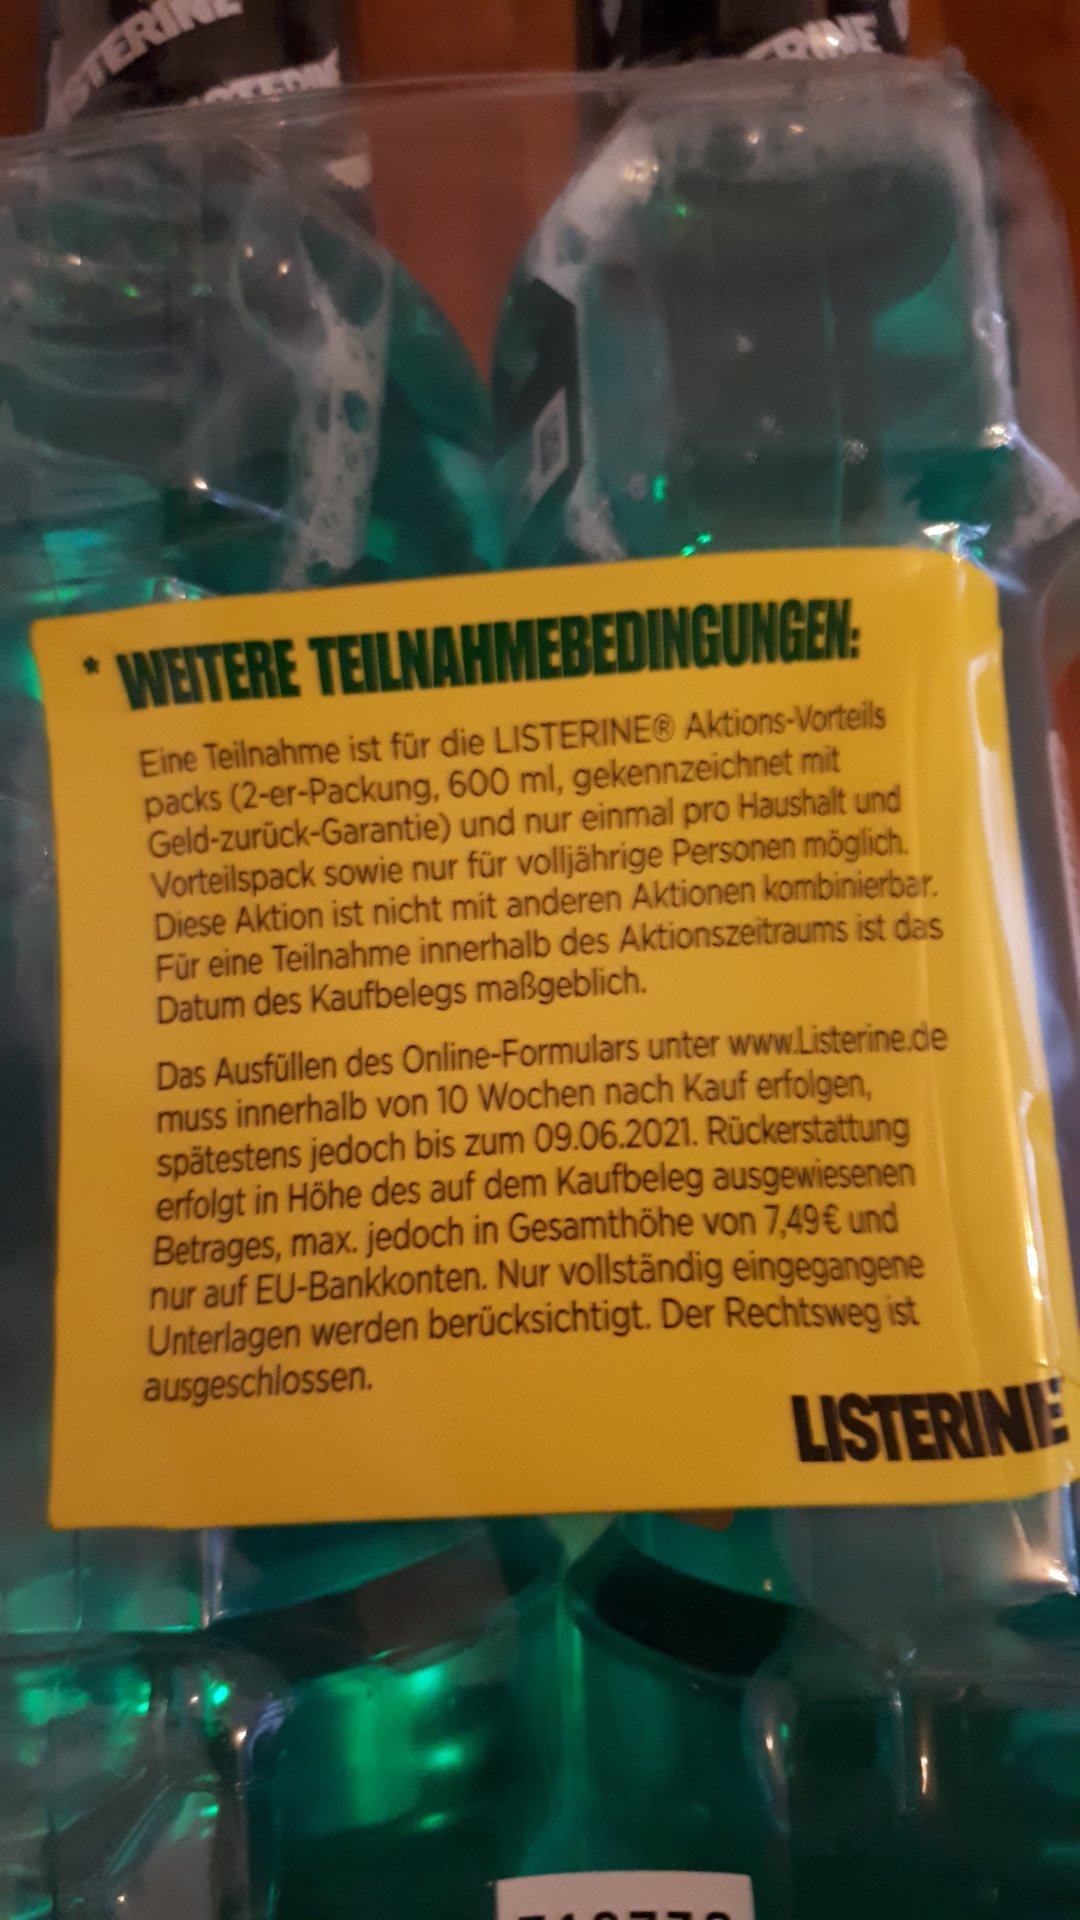 LISTERINE
* WEITERE TEILNAHMEBEDINGUNGEN:
Eine Teilnahme ist für die LISTERINE® Aktions-Vorteils
packs (2-er-Packung, 600 ml, gekennzeichnet mit
Geld-zurück-Garantie) und nur einmal pro Haushalt und
Vorteilspack sowie nur für volljährige Personen möglich.
Diese Aktion ist nicht mit anderen Aktionen kombinierbar.
Für eine Teilnahme innerhalb des Aktionszeitraums ist das
Datum des Kaufbelegs maßgeblich.
Das Ausfüllen des Online-Formulars unter www.Listerine.de
muss innerhalb von 10 Wochen nach Kauf erfolgen,
spätestens jedoch bis zum 09.06.2021. Rückerstattung
erfolgt in Höhe des auf dem Kaufbeleg ausgewiesenen
Betrages, max. jedoch in Gesamthöhe von 7,49€ und
nur auf EU-Bankkonten. Nur vollständig eingegangene
Unterlagen werden berücksichtigt. Der Rechtsweg ist
ausgeschlossen.
LISTERINE